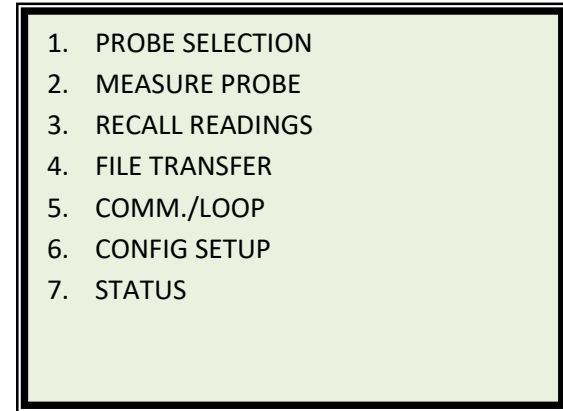 1. PROBE SELECTION
2. MEASURE PROBE
3. RECALL READINGS
4. FILE TRANSFER
5. COMM./LOOP
6. CONFIG SETUP
7. STATUS